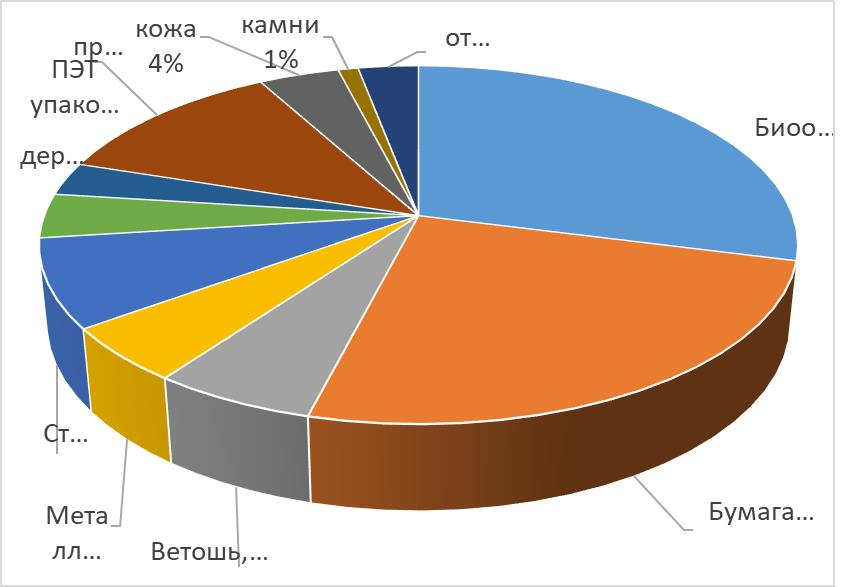 кожа
4%
камни
1%
от...
пр...
ПЭТ
упако...
дер...
Биоо...
Ст...
Мета
лл...
Ветошь,...
Бумага...